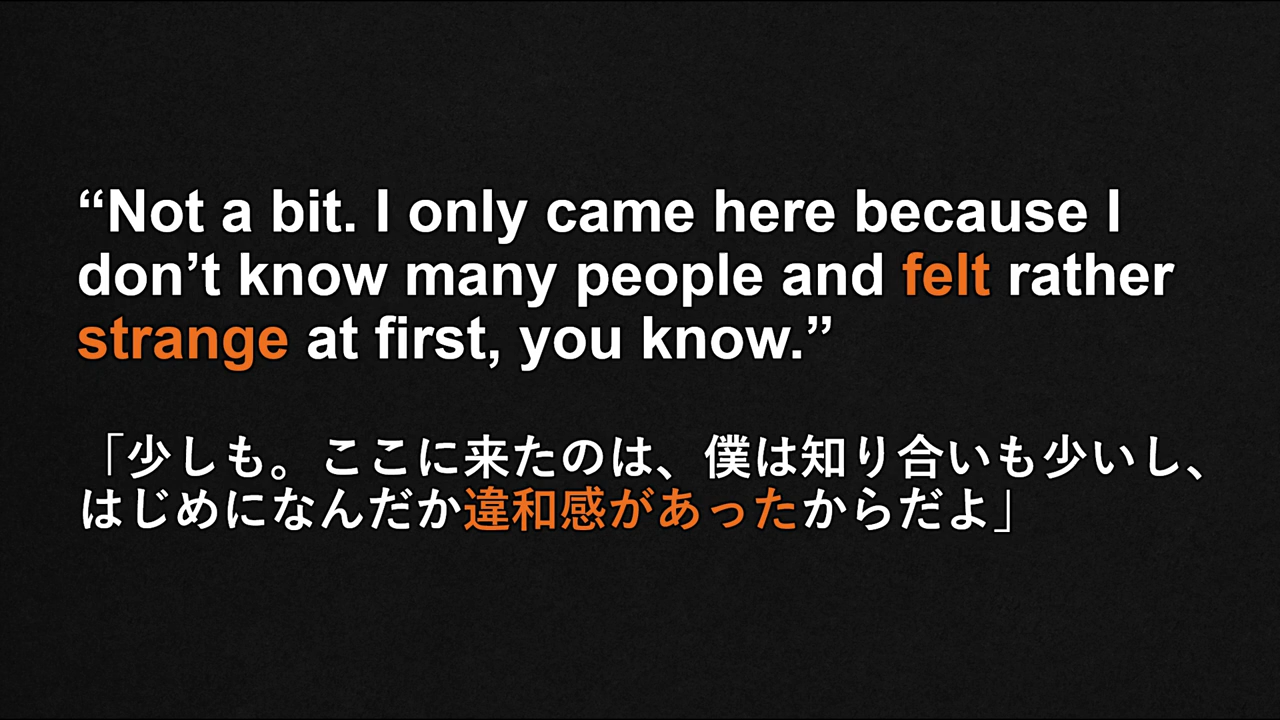 “Not a bit. I only came here because I
don’t know many people and felt rather
strange at first, you know.”
「少しも。ここに来たのは、僕は知り合いも少いし、
はじめになんだか違和感があったからだよ」